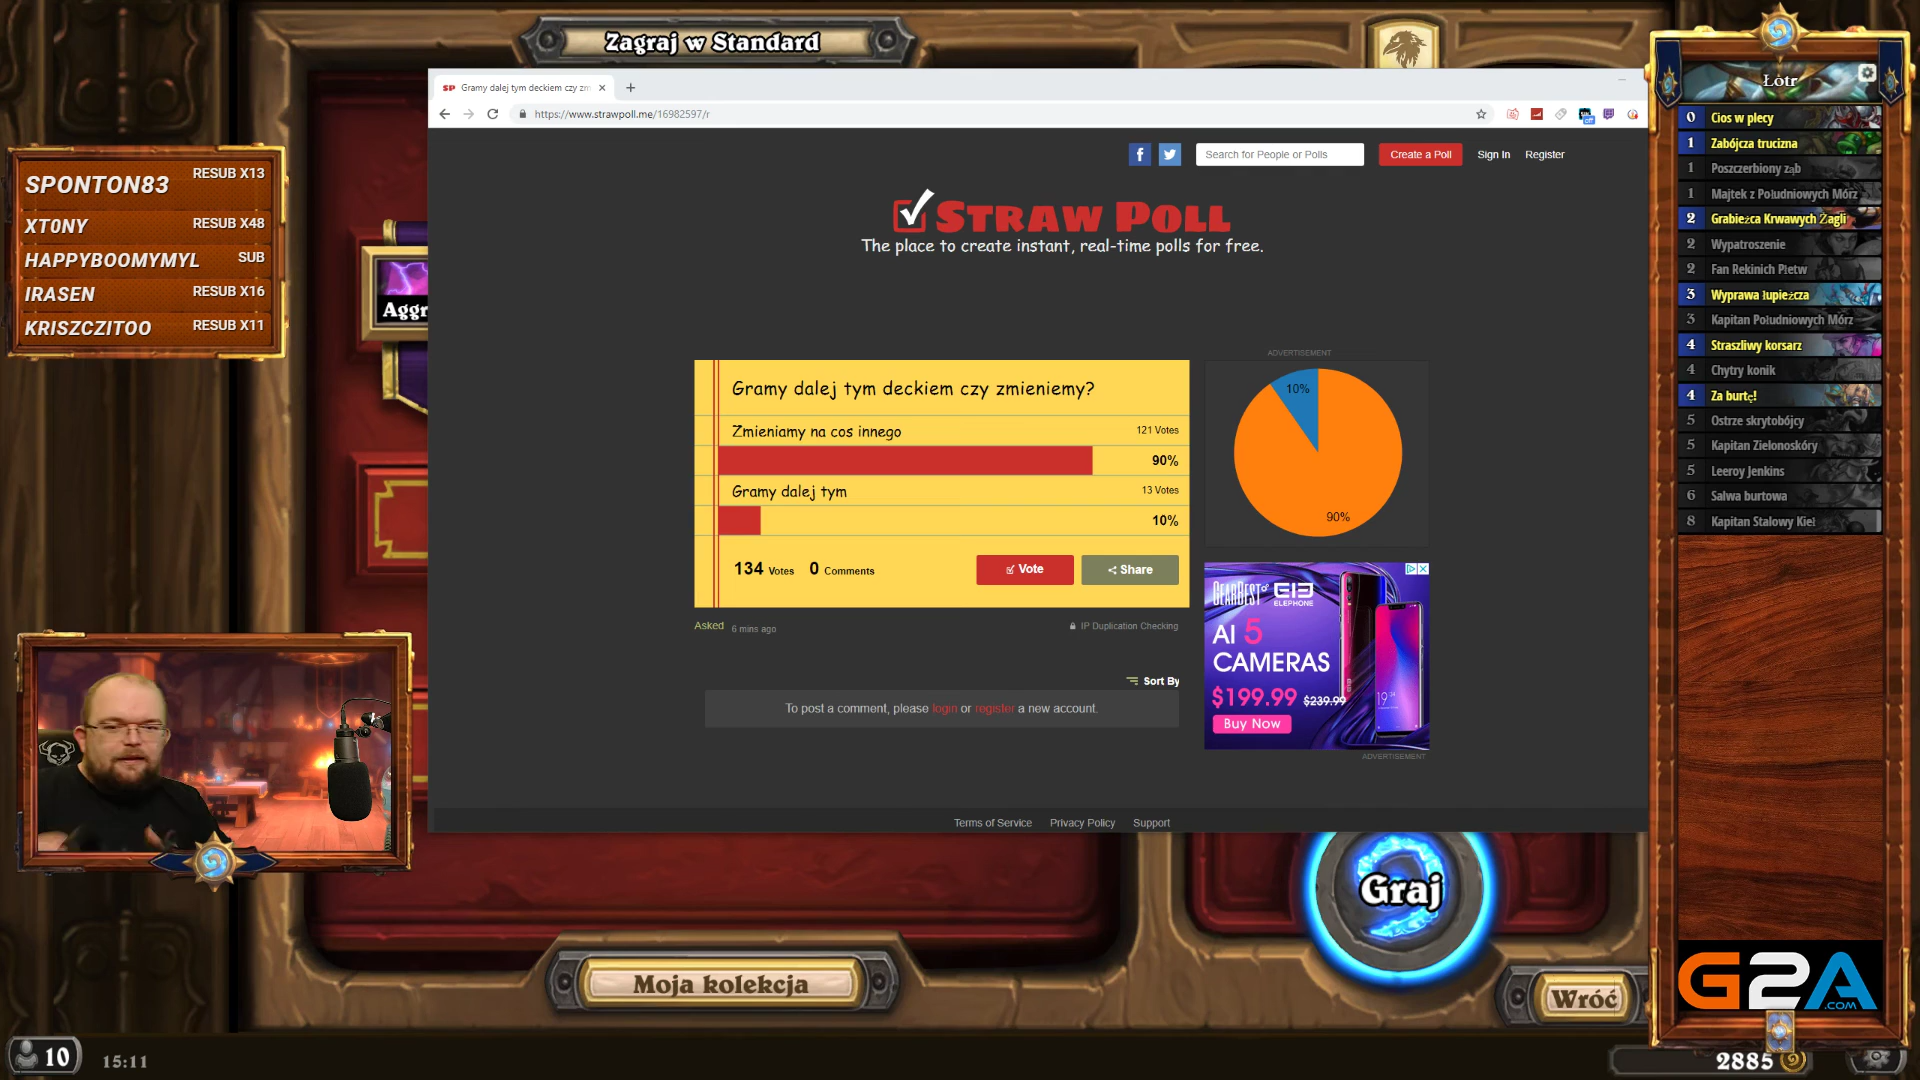 Zagraj w Standard
SP Gramy dalej tym deckiem czy zm
https://www.strawpoll.me/16982597/r
Search for People or Polls
Create a Poll
Sign In
Register
STRAW POLL
The place to create instant, real-time polls for free.
SPONTON83 RESUB X13
XT0NY RESUB X48
HAPPYBOOMYMYL SUB
IRASEN RESUB X16
KRISZCZITOO RESUB X11
Aggr
ADVERTISEMENT
Gramy dalej tym deckiem czy zmieniemy?
Zmieniamy na cos innego 121 Votes
90%
Gramy dalej tym 13 Votes
10%
134 Votes 0 Comments
Vote
Share
Asked 6 mins ago
IP Duplication Checking
10%
90%
GEARBEST ELEPHONE
AI 5
CAMERAS
$199.99 $239.99
Buy Now
ADVERTISEMENT
Sort By
To post a comment, please login or register a new account.
Terms of Service Privacy Policy Support
Łotr
0 Cios w plecy
1 Zabójcza trucizna
1 Poszczerbiony ząb
1 Majtek z Południowych Mórz
2 Grabieżca Krwawych Żagli
2 Wypatroszenie
2 Fan Rekinich Płetw
3 Wyprawa łupieżcza
3 Kapitan Południowych Mórz
4 Straszliwy korsarz
4 Chytry konik
4 Za burtę!
5 Ostrze skrytobójcy
5 Kapitan Zielonoskóry
5 Leeroy Jenkins
6 Salwa burtowa
8 Kapitan Stalowy Kieł
G2A
.COM
Graj
Moja kolekcja
Wróć
10
15:11
2885